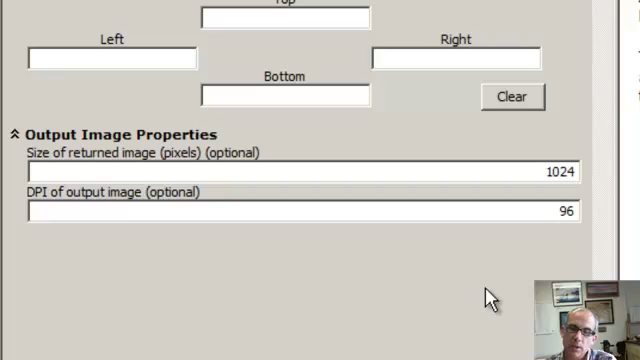 Top
Left
Right
Bottom
Clear
Output Image Properties
Size of returned image (pixels) (optional)
1024
DPI of output image (optional)
96